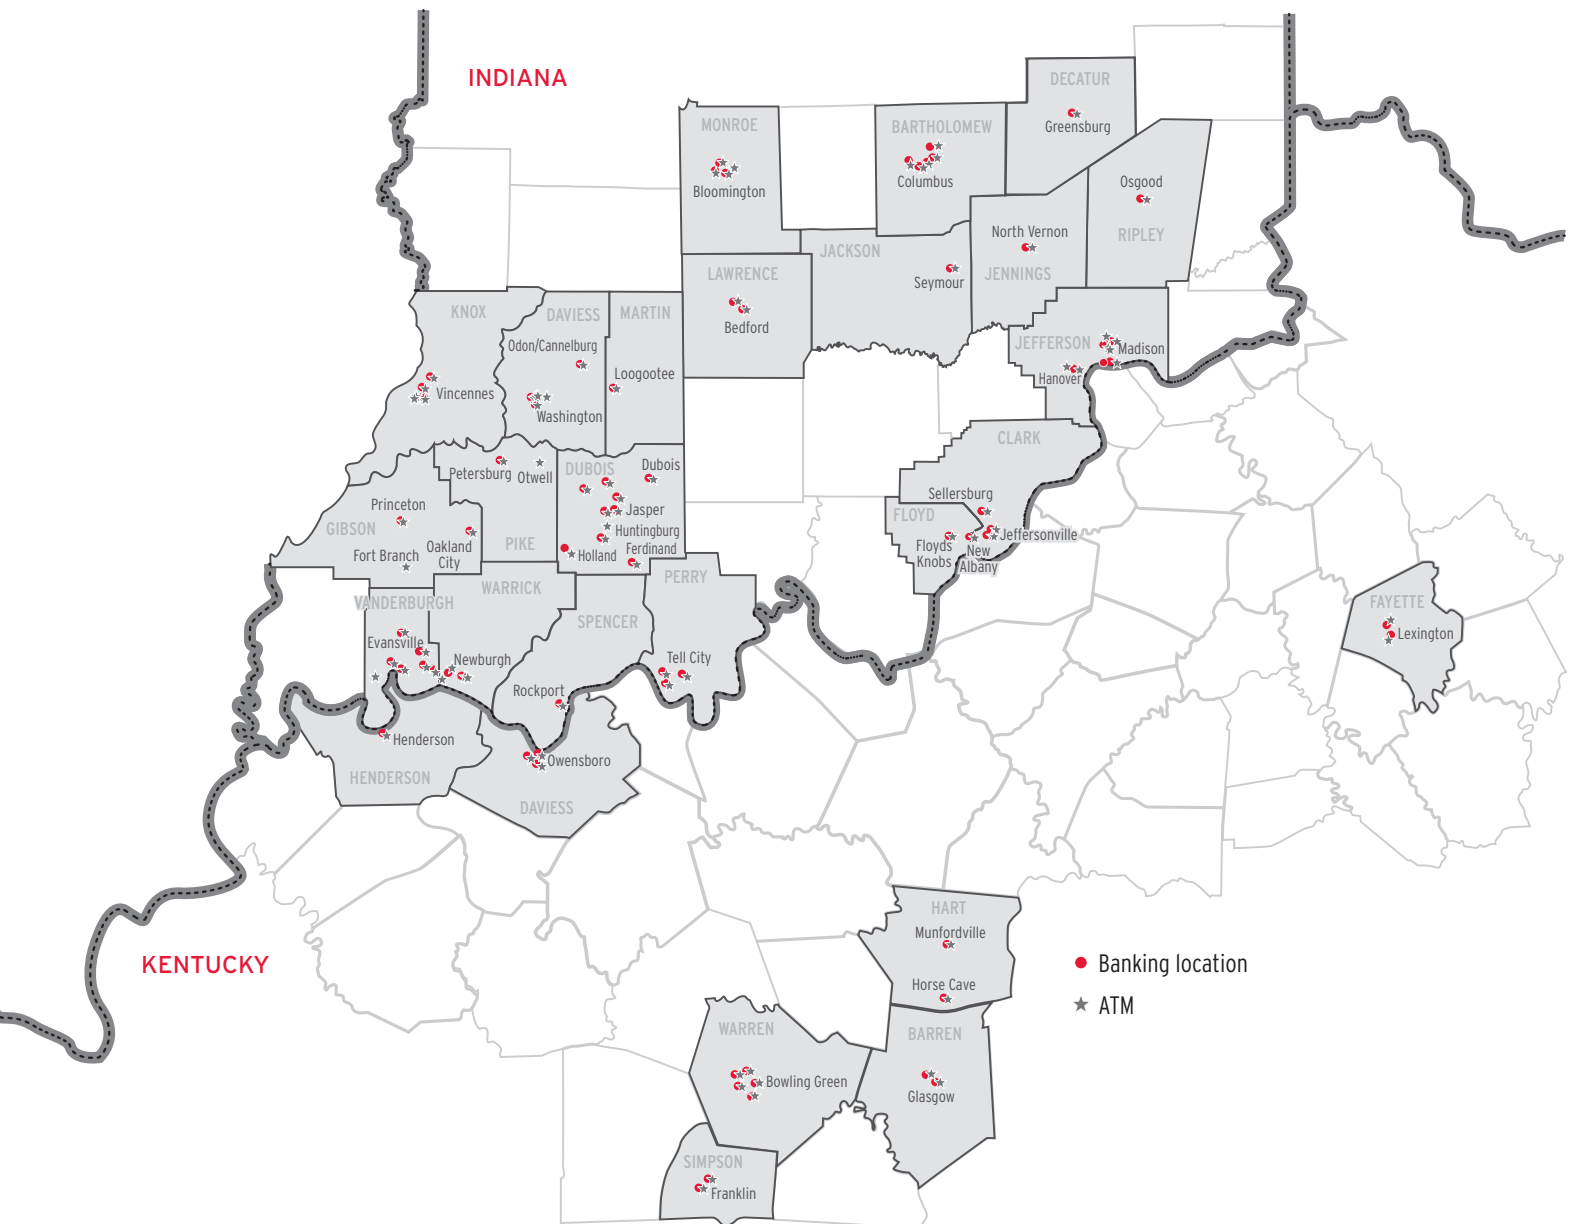 INDIANA
DECATUR
Greensburg
MONROE
Bloomington
BARTHOLOMEW
Columbus
Osgood
RIPLEY
North Vernon
JENNINGS
JACKSON
Seymour
LAWRENCE
Bedford
KNOX
Vincennes
DAVIESS
Odon/Cannelburg
Washington
MARTIN
Loogootee
JEFFERSON
Madison
Hanover
CLARK
Sellersburg
Jeffersonville
FLOYD
Floyds
Knobs
New
Albany
Petersburg
Otwell
PIKE
DUBOIS
Dubois
Jasper
Huntingburg
Ferdinand
Holland
Princeton
GIBSON
Fort Branch
Oakland
City
VANDERBURGH
Evansville
WARRICK
Newburgh
SPENCER
Rockport
PERRY
Tell City
FAYETTE
Lexington
Henderson
HENDERSON
Owensboro
DAVIESS
KENTUCKY
HART
Munfordville
Horse Cave
WARREN
Bowling Green
BARREN
Glasgow
SIMPSON
Franklin
Banking location
ATM